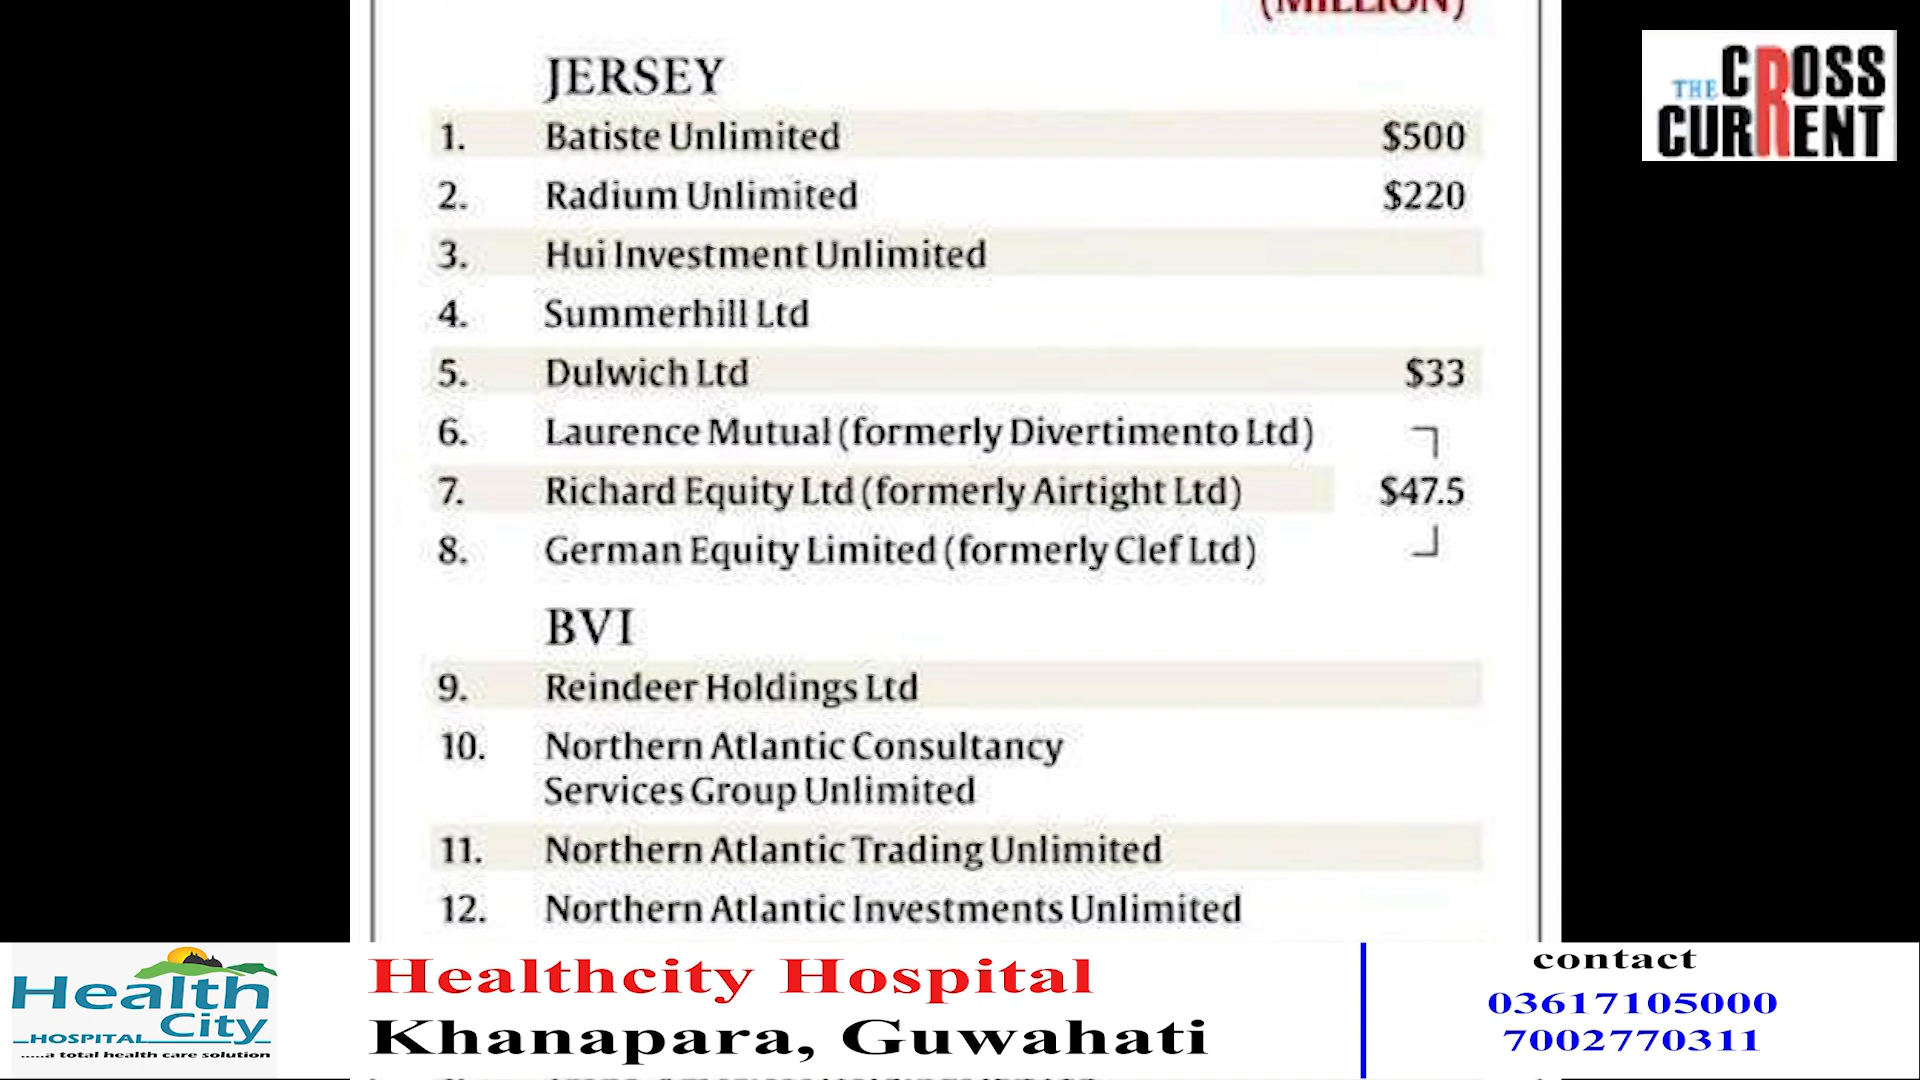 (MILLION)
JERSEY
1. Batiste Unlimited $500
2. Radium Unlimited $220
3. Hui Investment Unlimited
4. Summerhill Ltd
5. Dulwich Ltd $33
6. Laurence Mutual (formerly Divertimento Ltd)
7. Richard Equity Ltd (formerly Airtight Ltd) $47.5
8. German Equity Limited (formerly Clef Ltd)
BVI
9. Reindeer Holdings Ltd
10. Northern Atlantic Consultancy
Services Group Unlimited
11. Northern Atlantic Trading Unlimited
12. Northern Atlantic Investments Unlimited
THE CROSS
CURRENT
Health
City
HOSPITAL
.....a total health care solution
Healthcity Hospital
Khanapara, Guwahati
contact
03617105000
7002770311